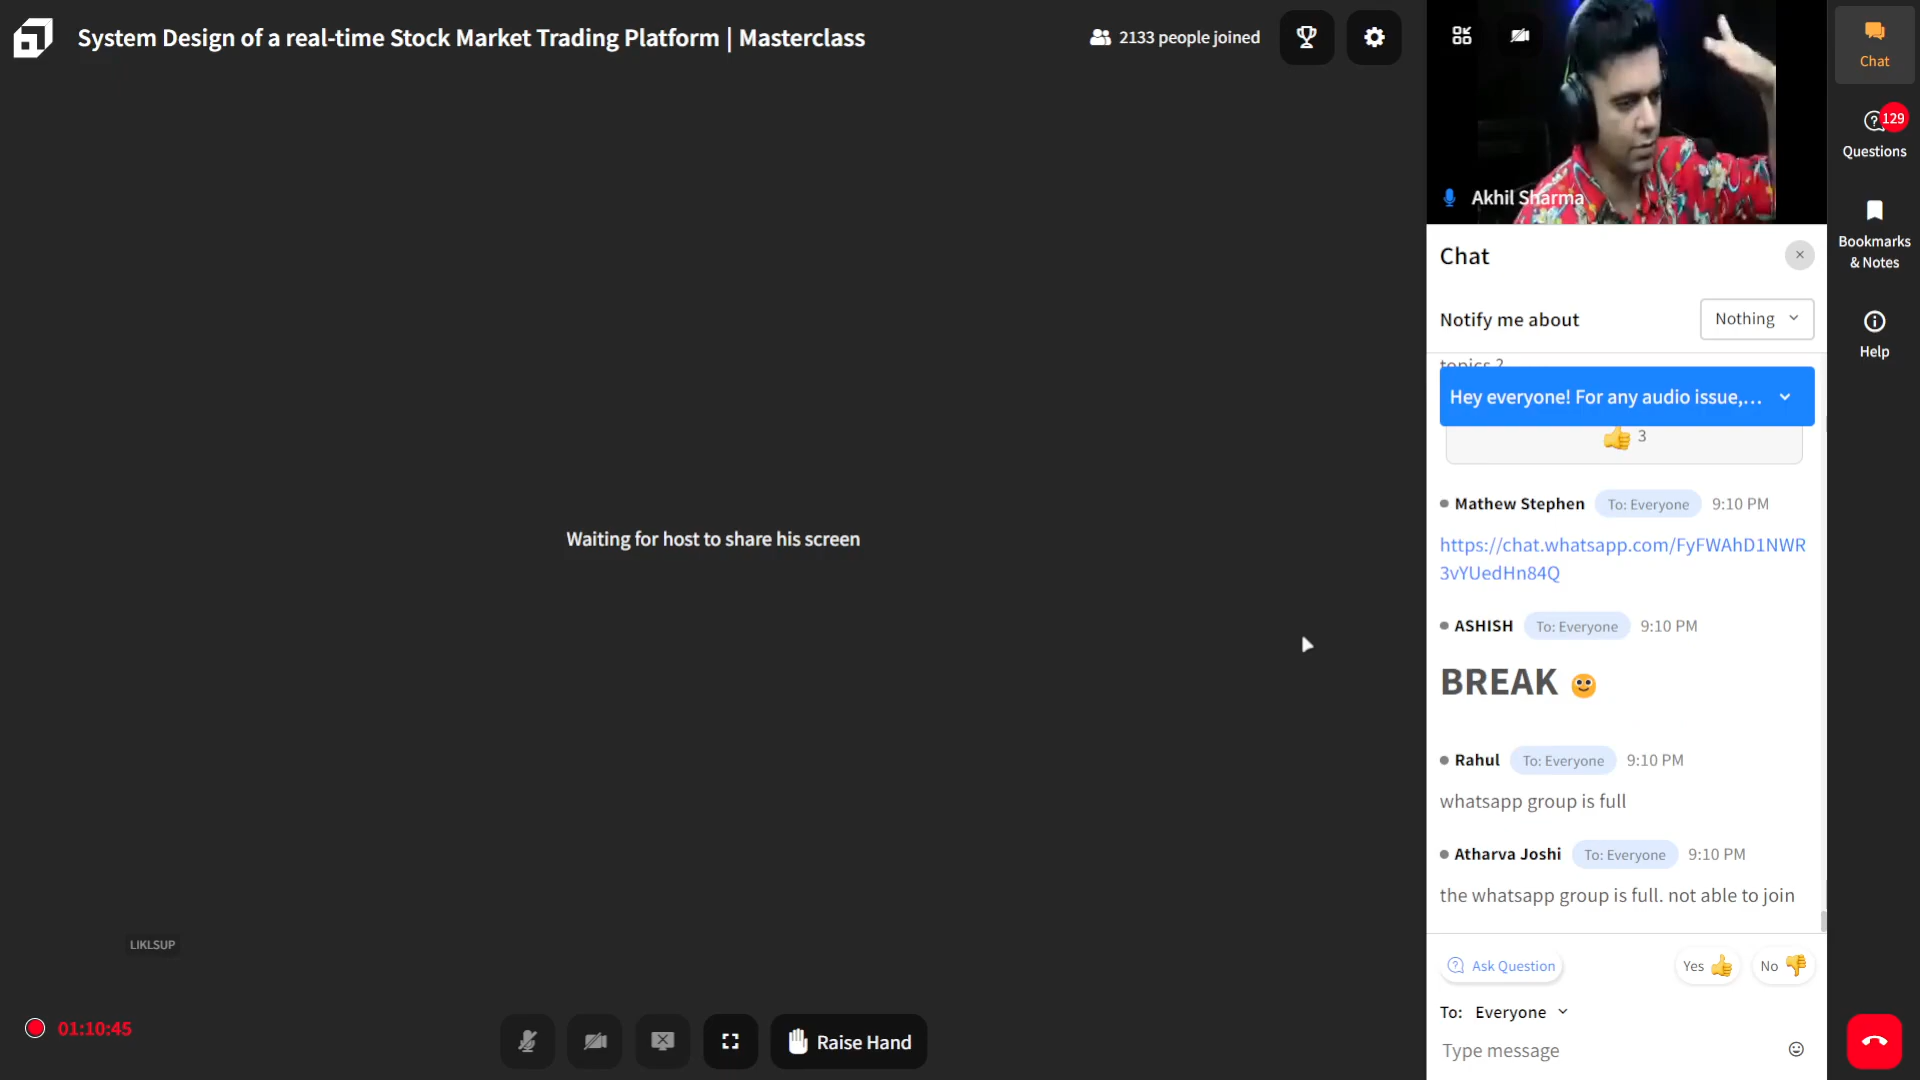 System Design of a real-time Stock Market Trading Platform | Masterclass
2133 people joined
Akhil Sharma
Chat
129
Questions
Bookmarks
& Notes
Help
Chat
Notify me about
Nothing
topics ?
Hey everyone! For any audio issue,...
3
Mathew Stephen To: Everyone 9:10 PM
https://chat.whatsapp.com/FyFWAhD1NWR
3vYUedHn84Q
ASHISH To: Everyone 9:10 PM
BREAK
Rahul To: Everyone 9:10 PM
whatsapp group is full
Atharva Joshi To: Everyone 9:10 PM
the whatsapp group is full. not able to join
Ask Question
Yes
No
To: Everyone
Type message
Waiting for host to share his screen
LIKLSUP
01:10:45
Raise Hand